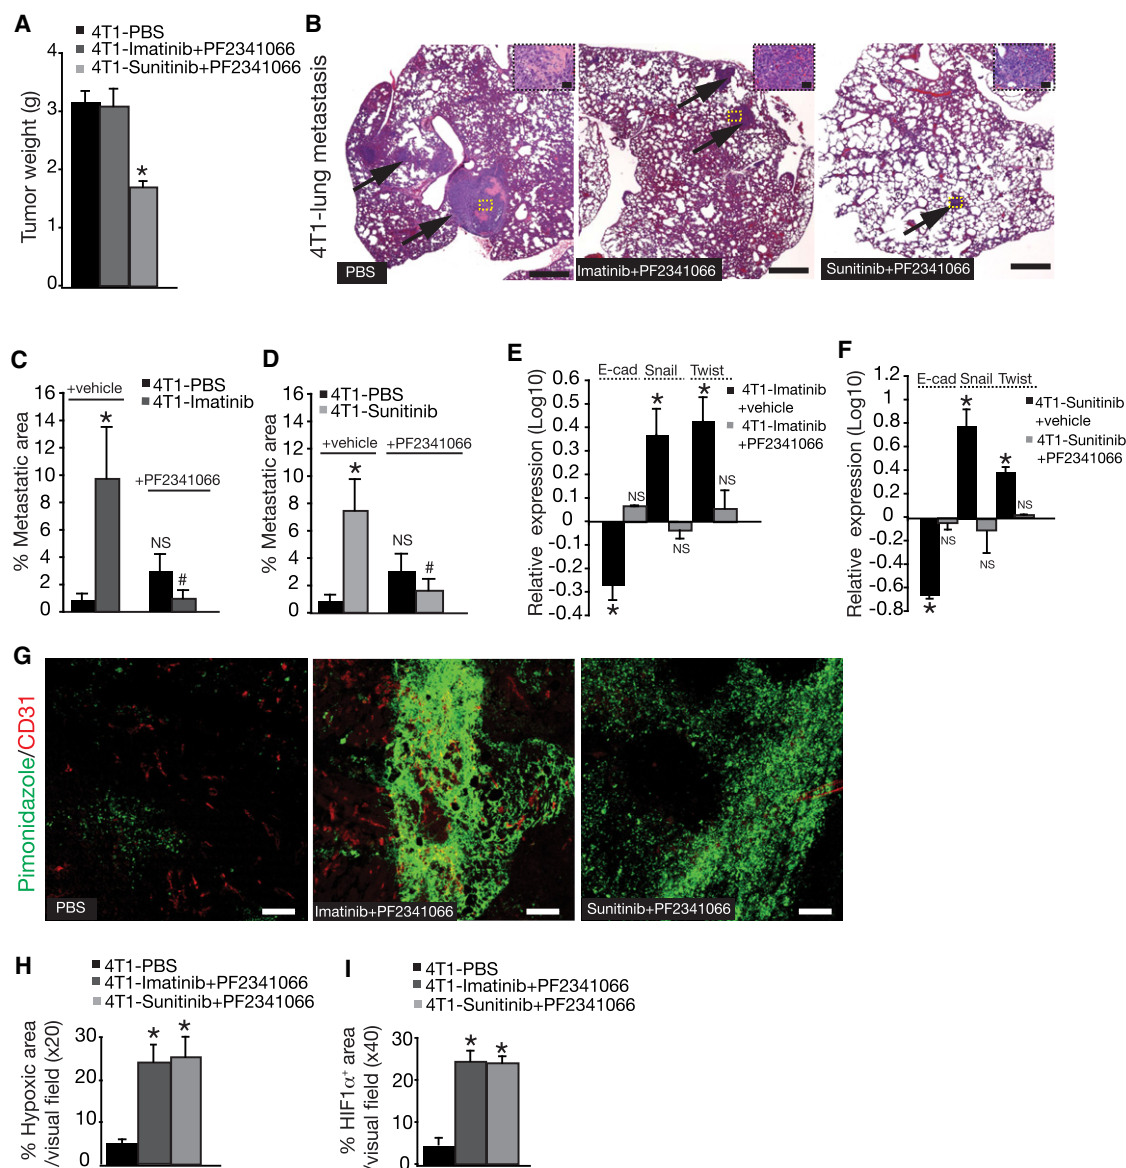 A
4T1-PBS
4T1-Imatinib+PF2341066
4T1-Sunitinib+PF2341066
Tumor weight (g)
4
3
2
1
0
*
B
4T1-lung metastasis
PBS
Imatinib+PF2341066
Sunitinib+PF2341066
C
4T1-PBS
4T1-Imatinib
+vehicle
+PF2341066
% Metastatic area
16
14
12
10
8
6
4
2
0
*
NS
#
D
4T1-PBS
4T1-Sunitinib
+vehicle
+PF2341066
% Metastatic area
16
14
12
10
8
6
4
2
0
*
NS
#
E
E-cad Snail Twist
4T1-Imatinib
+vehicle
4T1-Imatinib
+PF2341066
Relative expression (Log10)
0.6
0.5
0.4
0.3
0.2
0.1
0
-0.1
-0.2
-0.3
-0.4
*
NS
*
NS
*
NS
F
E-cad Snail Twist
4T1-Sunitinib
+vehicle
4T1-Sunitinib
+PF2341066
Relative expression (Log10)
1.2
1
0.8
0.6
0.4
0.2
0
-0.2
-0.4
-0.6
-0.8
*
NS
*
NS
*
NS
G
Pimonidazole/CD31
PBS
Imatinib+PF2341066
Sunitinib+PF2341066
H
4T1-PBS
4T1-Imatinib+PF2341066
4T1-Sunitinib+PF2341066
% Hypoxic area
/visual field (x20)
30
20
10
0
*
*
I
4T1-PBS
4T1-Imatinib+PF2341066
4T1-Sunitinib+PF2341066
% HIF1α⁺ area
/visual field (x40)
30
20
10
0
*
*